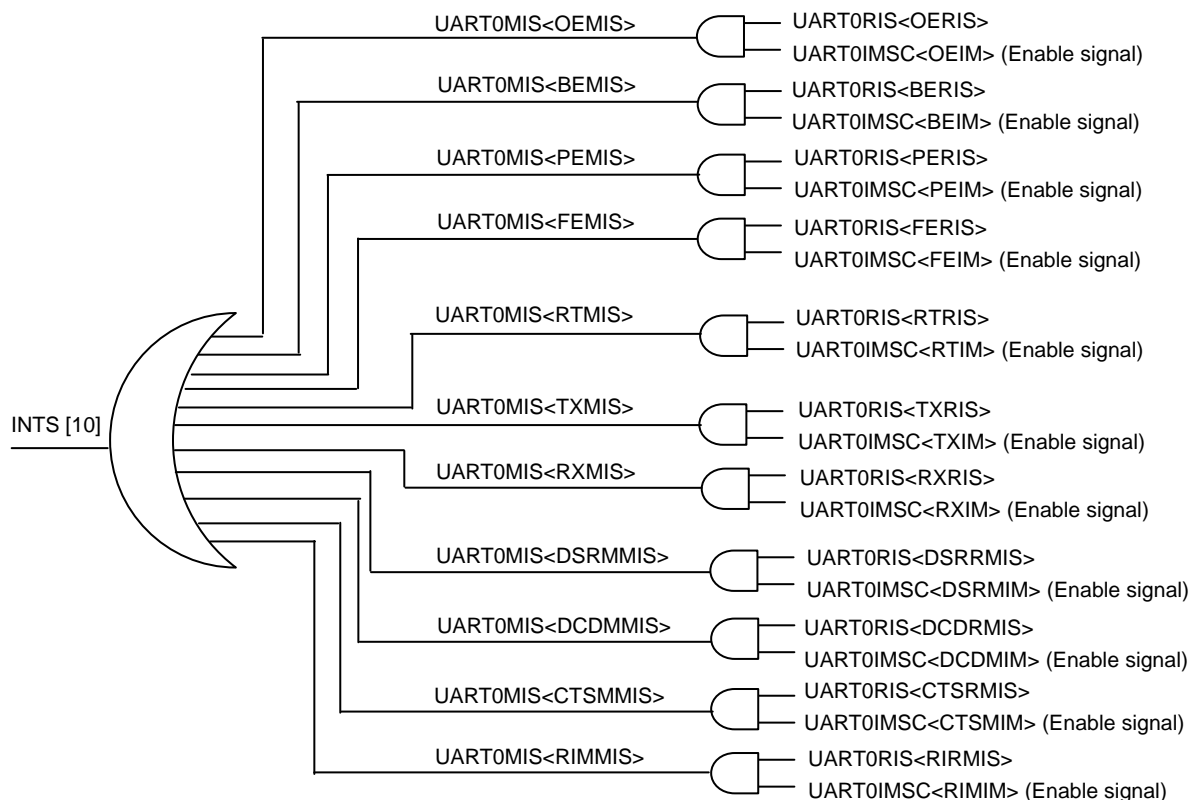 UART0MIS<OEMIS>
UART0RIS<OERIS>
UART0IMSC<OEIM> (Enable signal)
UART0MIS<BEMIS>
UART0RIS<BERIS>
UART0IMSC<BEIM> (Enable signal)
UART0MIS<PEMIS>
UART0RIS<PERIS>
UART0IMSC<PEIM> (Enable signal)
UART0MIS<FEMIS>
UART0RIS<FERIS>
UART0IMSC<FEIM> (Enable signal)
UART0MIS<RTMIS>
UART0RIS<RTRIS>
UART0IMSC<RTIM> (Enable signal)
INTS [10]
UART0MIS<TXMIS>
UART0RIS<TXRIS>
UART0IMSC<TXIM> (Enable signal)
UART0MIS<RXMIS>
UART0RIS<RXRIS>
UART0IMSC<RXIM> (Enable signal)
UART0MIS<DSRMMIS>
UART0RIS<DSRRMIS>
UART0IMSC<DSRMIM> (Enable signal)
UART0MIS<DCDMMIS>
UART0RIS<DCDRMIS>
UART0IMSC<DCDMIM> (Enable signal)
UART0MIS<CTSMMIS>
UART0RIS<CTSRMIS>
UART0IMSC<CTSMIM> (Enable signal)
UART0MIS<RIMMIS>
UART0RIS<RIRMIS>
UART0IMSC<RIMIM> (Enable signal)